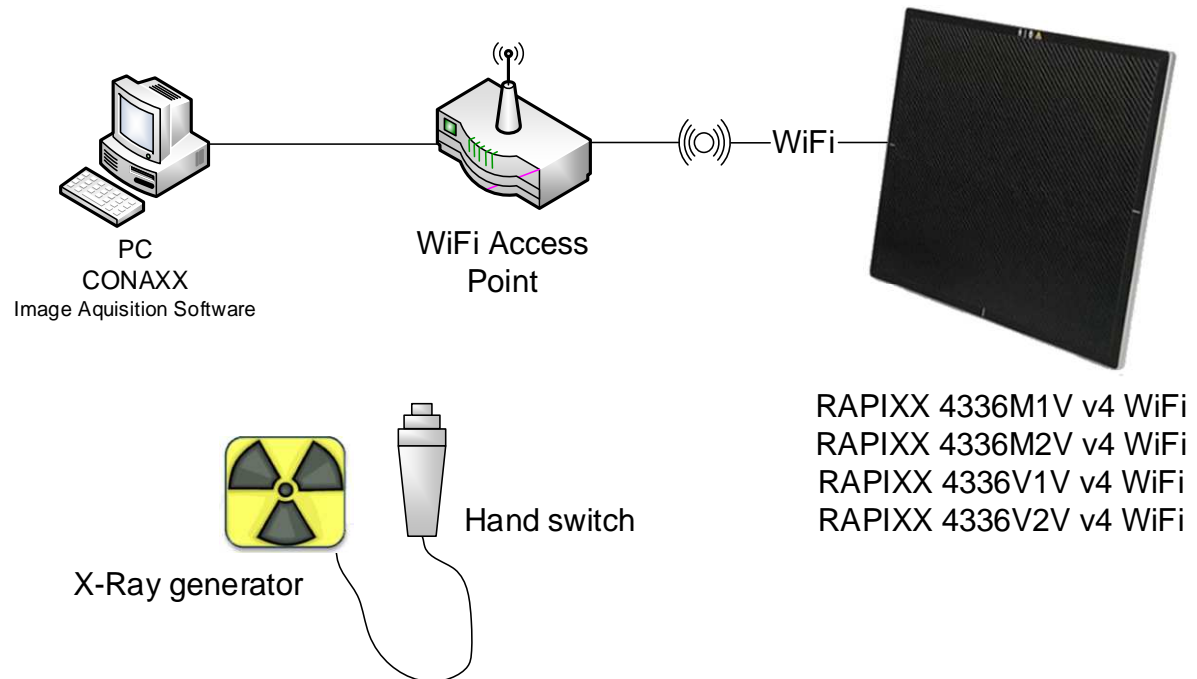 PC
CONAXX
Image Aquisition Software
WiFi Access
Point
WiFi
RAPIXX 4336M1V v4 WiFi
RAPIXX 4336M2V v4 WiFi
RAPIXX 4336V1V v4 WiFi
RAPIXX 4336V2V v4 WiFi
Hand switch
X-Ray generator